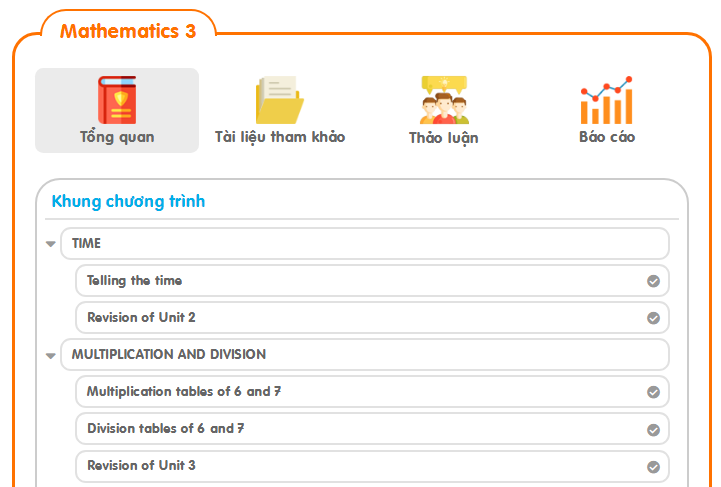 Mathematics 3
Tổng quan
Tài liệu tham khảo
Thảo luận
Báo cáo
Khung chương trình
TIME
Telling the time
Revision of Unit 2
MULTIPLICATION AND DIVISION
Multiplication tables of 6 and 7
Division tables of 6 and 7
Revision of Unit 3